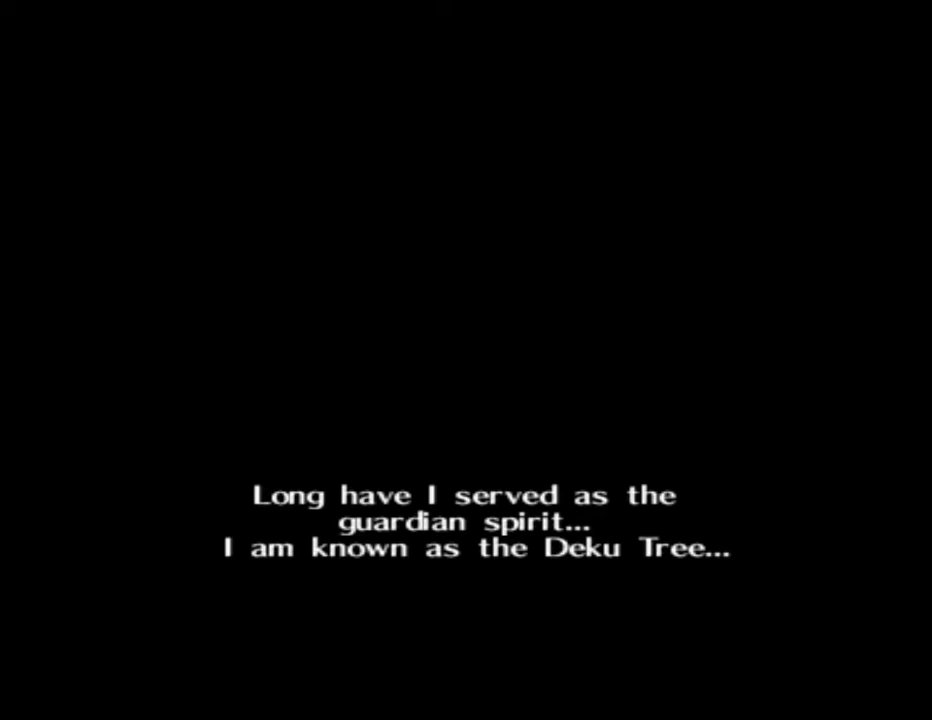 Long have I served as the
guardian spirit...
I am known as the Deku Tree...